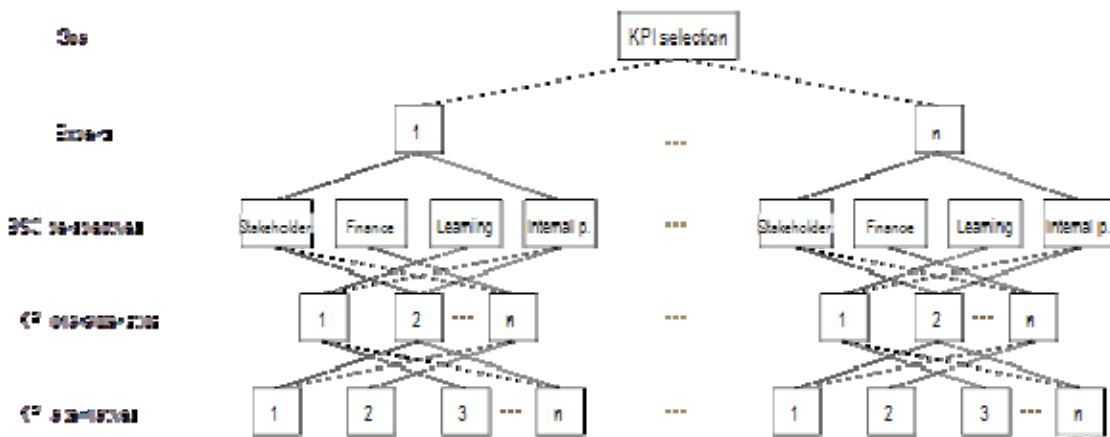 KPI selection
1 --- n
Stakeholder Finance Learning Internal p. --- Stakeholder Finance Learning Internal p.
1 2 --- n --- 1 2 --- n
1 2 3 --- n --- 1 2 3 --- n